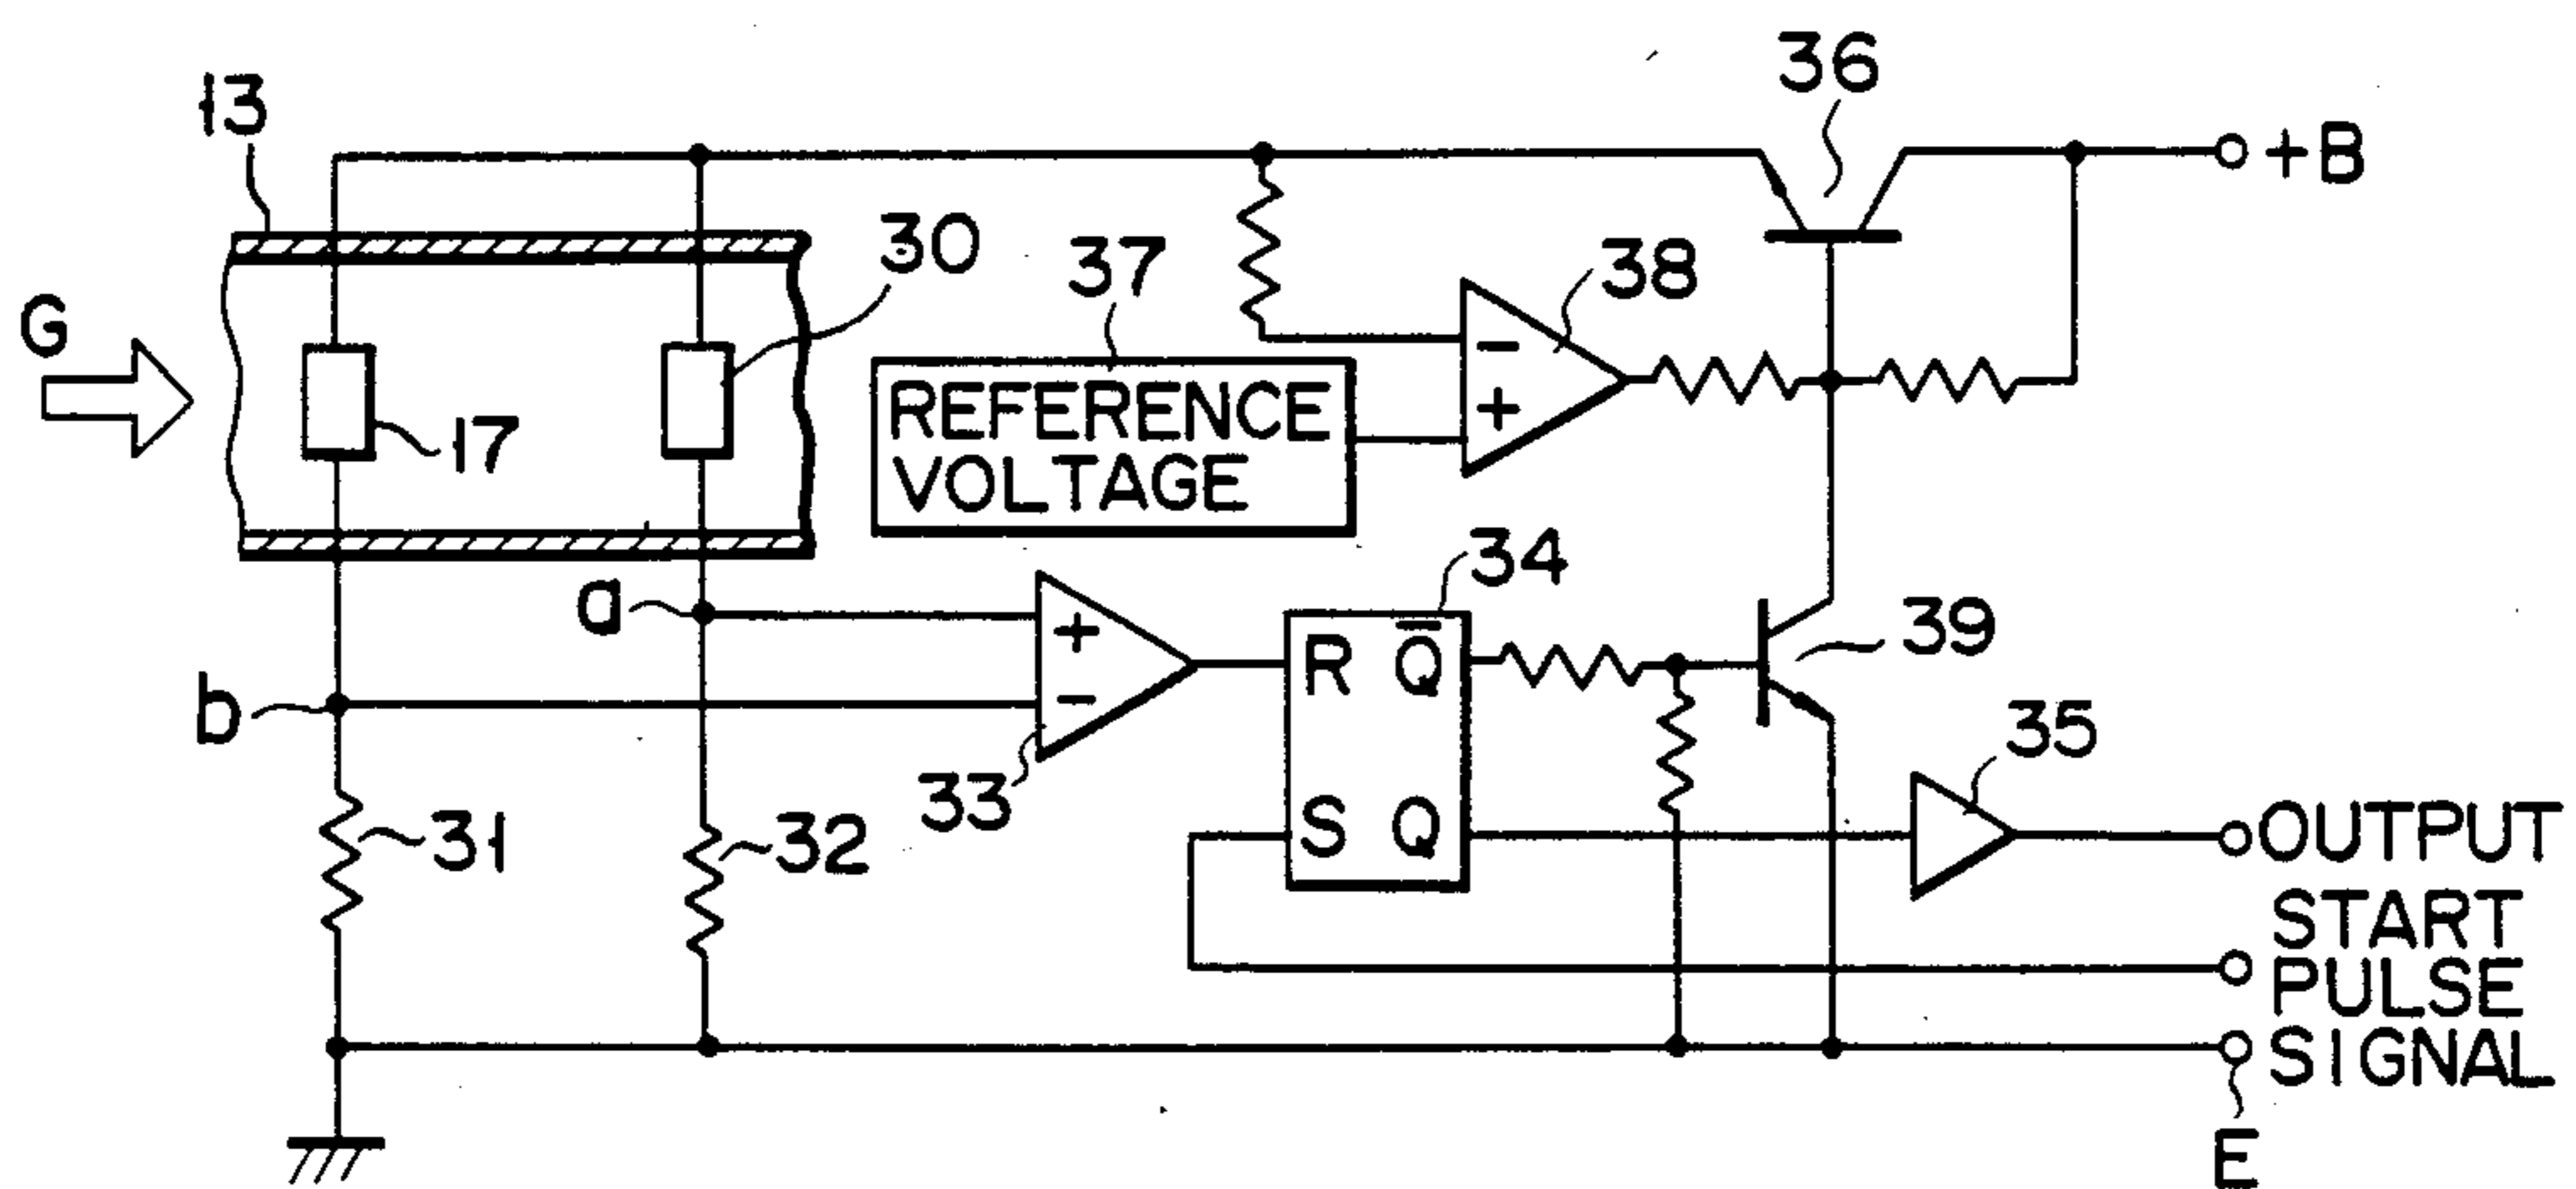 13
36
+B
30
37
38
G
REFERENCE
VOLTAGE
-
+
17
34
a
+
R Q̅
39
b
-
35
33
S Q
31
32
OUTPUT
START
PULSE
SIGNAL
E